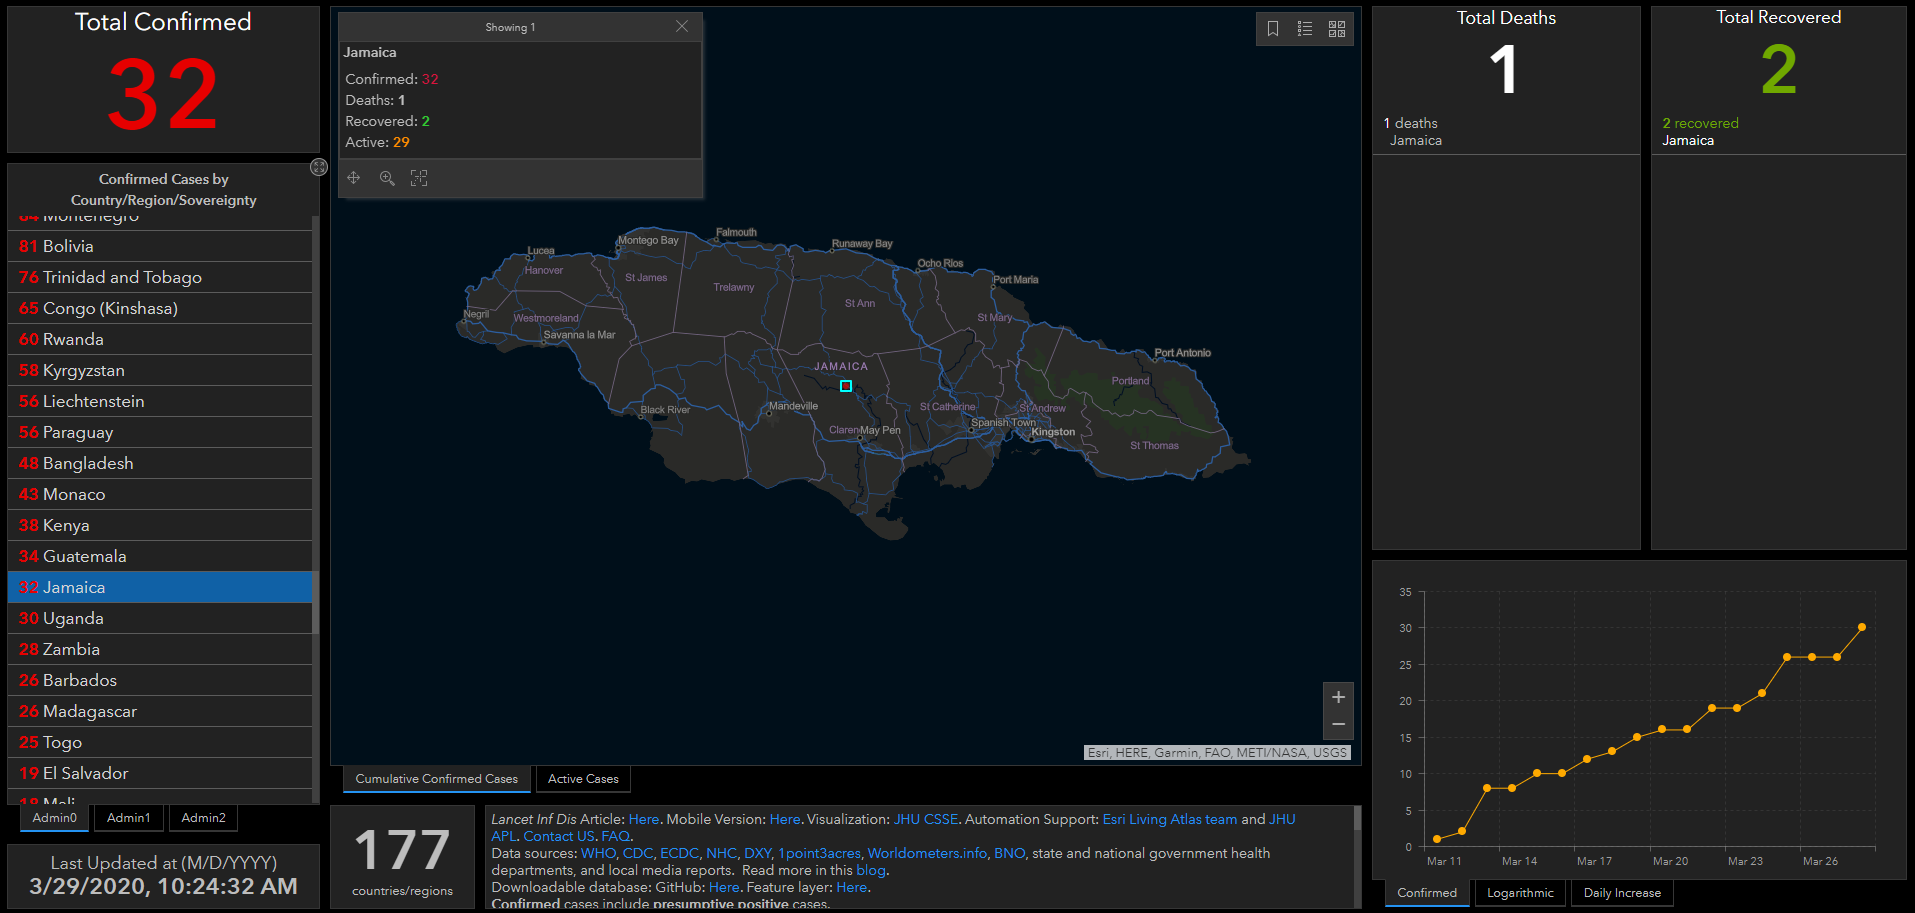 Total Confirmed
32
Confirmed Cases by
Country/Region/Sovereignty
64 Montenegro
81 Bolivia
76 Trinidad and Tobago
65 Congo (Kinshasa)
60 Rwanda
58 Kyrgyzstan
56 Liechtenstein
56 Paraguay
48 Bangladesh
43 Monaco
38 Kenya
34 Guatemala
32 Jamaica
30 Uganda
28 Zambia
26 Barbados
26 Madagascar
25 Togo
19 El Salvador
18 Mali
Admin0
Admin1
Admin2
Last Updated at (M/D/YYYY)
3/29/2020, 10:24:32 AM
Showing 1
Jamaica
Confirmed: 32
Deaths: 1
Recovered: 2
Active: 29
Montego Bay
Falmouth
Runaway Bay
Lucea
Hanover
St James
Trelawny
Ocho Rios
Port Maria
St Ann
Negril
Westmoreland
St Mary
Savanna la Mar
Port Antonio
JAMAICA
Portland
Black River
Mandeville
St Catherine
St Andrew
Claren
May Pen
Spanish Town
Kingston
St Thomas
+
−
Esri, HERE, Garmin, FAO, METI/NASA, USGS
Cumulative Confirmed Cases
Active Cases
177
countries/regions
Lancet Inf Dis Article: Here. Mobile Version: Here. Visualization: JHU CSSE. Automation Support: Esri Living Atlas team and JHU
APL. Contact US. FAQ.
Data sources: WHO, CDC, ECDC, NHC, DXY, 1point3acres, Worldometers.info, BNO, state and national government health
departments, and local media reports. Read more in this blog.
Downloadable database: GitHub: Here. Feature layer: Here.
Confirmed cases include presumptive positive cases.
Total Deaths
1
1 deaths
Jamaica
Total Recovered
2
2 recovered
Jamaica
35
30
25
20
15
10
5
0
Mar 11
Mar 14
Mar 17
Mar 20
Mar 23
Mar 26
Confirmed
Logarithmic
Daily Increase